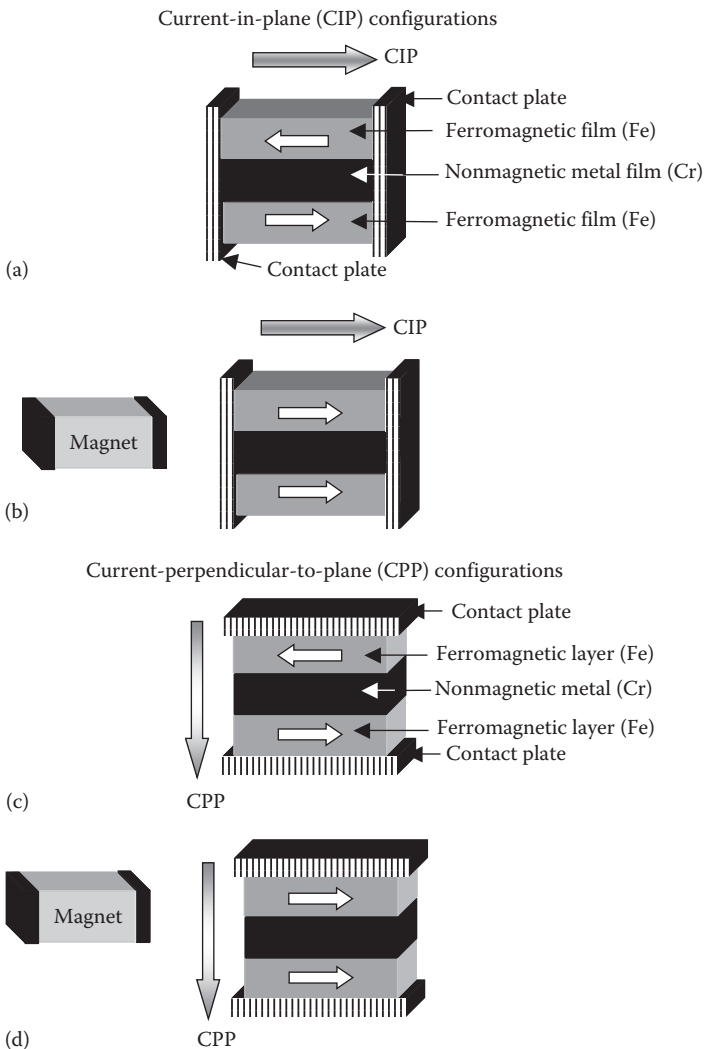 Current-in-plane (CIP) configurations
CIP
Contact plate
Ferromagnetic film (Fe)
Nonmagnetic metal film (Cr)
Ferromagnetic film (Fe)
Contact plate
(a)
CIP
Magnet
(b)
Current-perpendicular-to-plane (CPP) configurations
Contact plate
Ferromagnetic layer (Fe)
Nonmagnetic metal (Cr)
Ferromagnetic layer (Fe)
Contact plate
(c)
CPP
Magnet
(d)
CPP